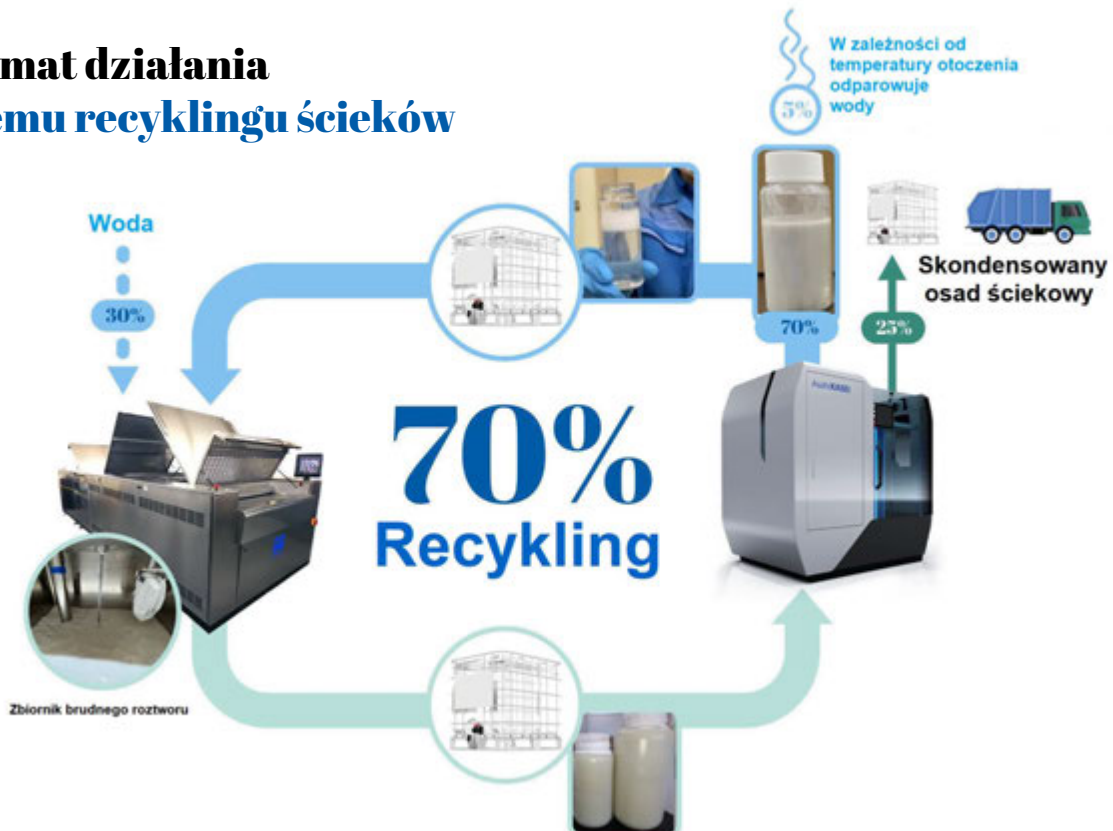 mat działania
emu recyklingu ścieków
W zależności od
temperatury otoczenia
odparowuje
wody
5%
Woda
30%
70%
25%
Skondensowany
osad ściekowy
70%
Recykling
Zbiornik brudnego roztworu